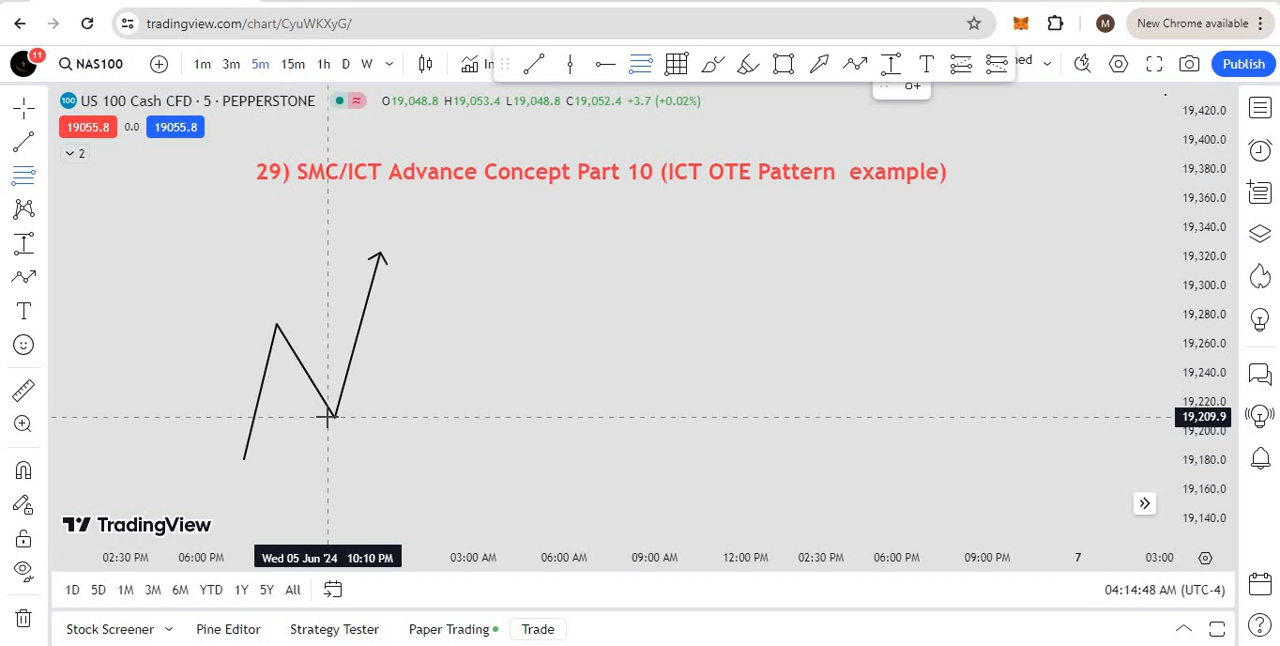 tradingview.com/chart/CyuWKXyG/
M
New Chrome available
11
NAS100
1m 3m 5m 15m 1h D W
In
T
ned
Publish
100 US 100 Cash CFD · 5 · PEPPERSTONE
O19,048.8 H19,053.4 L19,048.8 C19,052.4 +3.7 (+0.02%)
19055.8 0.0 19055.8
2
29) SMC/ICT Advance Concept Part 10 (ICT OTE Pattern example)
19,420.0
19,400.0
19,380.0
19,360.0
19,340.0
19,320.0
19,300.0
19,280.0
19,260.0
19,240.0
19,220.0
19,209.9
19,200.0
19,180.0
19,160.0
19,140.0
T
TradingView
02:30 PM 06:00 PM Wed 05 Jun '24 10:10 PM 03:00 AM 06:00 AM 09:00 AM 12:00 PM 02:30 PM 06:00 PM 09:00 PM 7 03:00
1D 5D 1M 3M 6M YTD 1Y 5Y All
04:14:48 AM (UTC-4)
Stock Screener Pine Editor Strategy Tester Paper Trading Trade